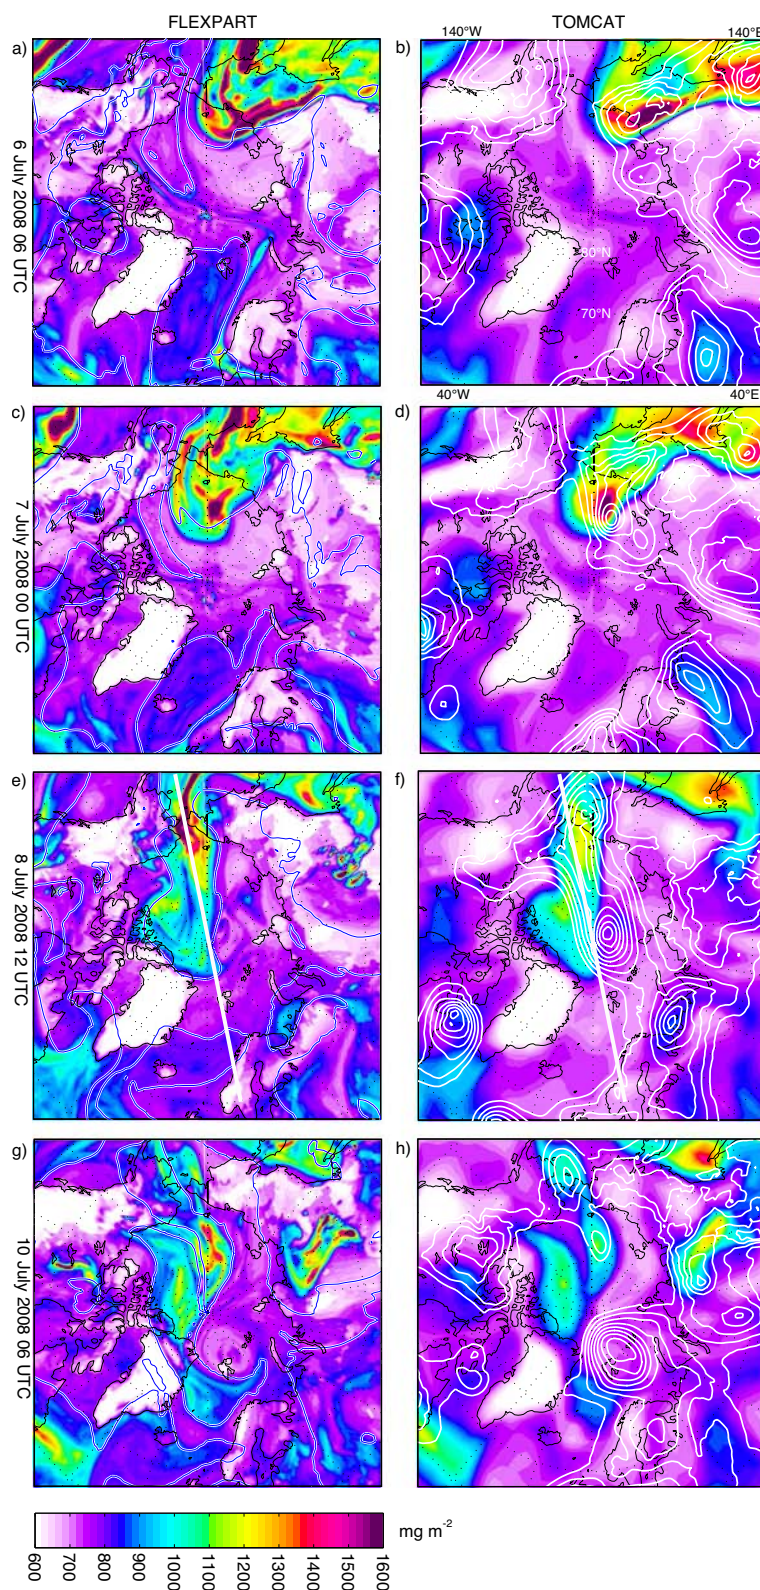 FLEXPART
TOMCAT
140°W
140°E
a)
b)
6 July 2008 06 UTC
80°N
70°N
40°W
40°E
c)
d)
7 July 2008 00 UTC
e)
f)
8 July 2008 12 UTC
g)
h)
10 July 2008 06 UTC
mg m⁻²
600 700 800 900 1000 1100 1200 1300 1400 1500 1600